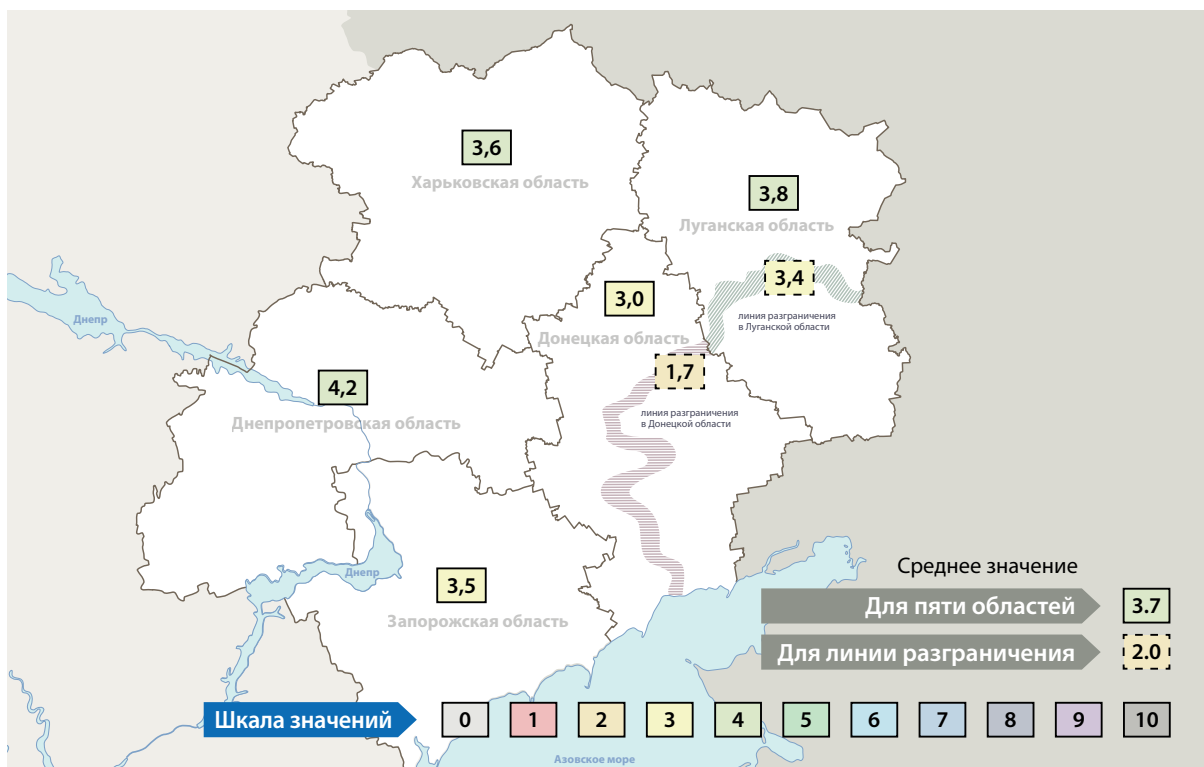 3,6
Харьковская область
3,8
Луганская область
3,4
линия разграничения
в Луганской области
3,0
Донецкая область
1,7
линия разграничения
в Донецкой области
Днепр
4,2
Днепропетровская область
Днепр
3,5
Запорожская область
Среднее значение
Для пяти областей
3.7
Для линии разграничения
2.0
Шкала значений
0 1 2 3 4 5 6 7 8 9 10
Азовское море